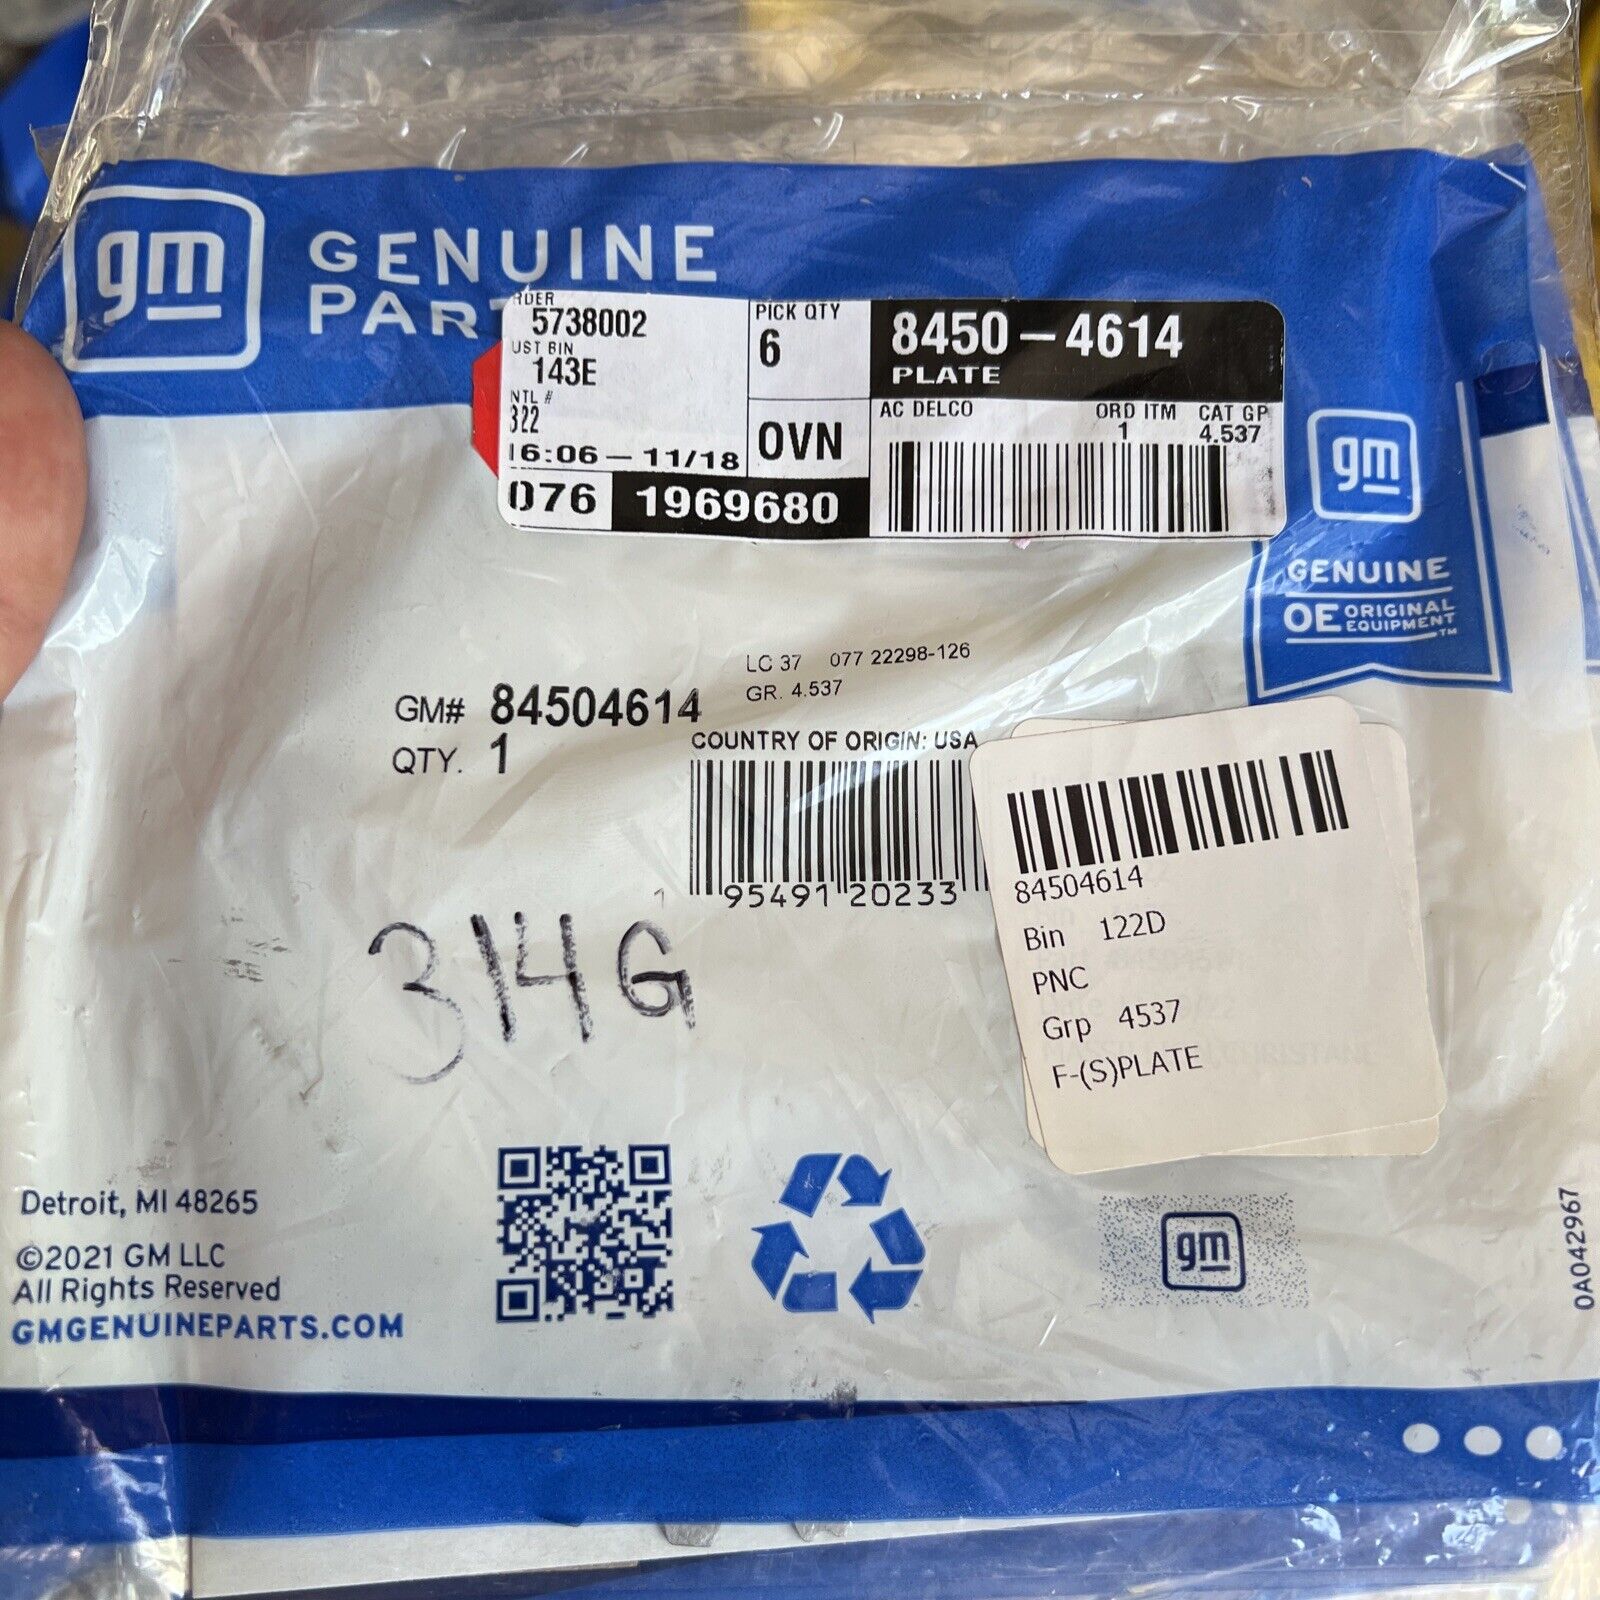 gm
GENUINE
PART
RDER
5738002
UST BIN
143E
NTL #
322
16:06 — 11/18
076
1969680
PICK QTY
6
OVN
8450 — 4614
PLATE
AC DELCO
ORD ITM
1
CAT GP
4.537
gm
GENUINE
OE ORIGINAL
EQUIPMENT™
LC 37 077 22298-126
GR. 4.537
GM# 84504614
QTY. 1
COUNTRY OF ORIGIN: USA
95491 20233
314G
84504614
Bin 122D
PNC
Grp 4537
F-(S)PLATE
Detroit, MI 48265
©2021 GM LLC
All Rights Reserved
GMGENUINEPARTS.COM
gm
0A042967